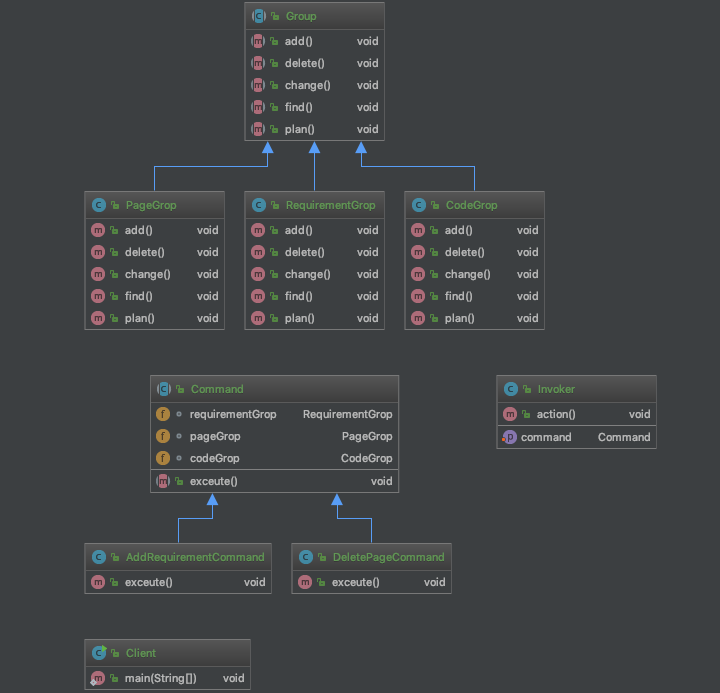 Group
add() void
delete() void
change() void
find() void
plan() void
PageGrop
add() void
delete() void
change() void
find() void
plan() void
RequirementGrop
add() void
delete() void
change() void
find() void
plan() void
CodeGrop
add() void
delete() void
change() void
find() void
plan() void
Command
requirementGrop RequirementGrop
pageGrop PageGrop
codeGrop CodeGrop
exceute() void
Invoker
action() void
command Command
AddRequirementCommand
exceute() void
DeletePageCommand
exceute() void
Client
main(String[]) void